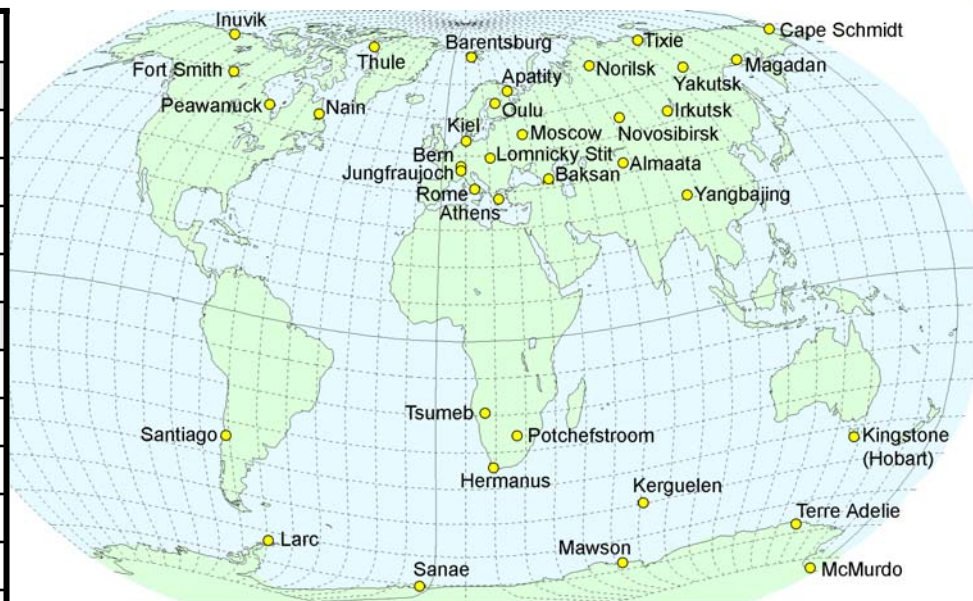 Inuvik
Cape Schmidt
Thule
Barentsburg
Tixie
Fort Smith
Norilsk
Yakutsk
Magadan
Apatity
Peawanuck
Nain
Oulu
Irkutsk
Kiel
Moscow
Novosibirsk
Bern
Lomnicky Stit
Almaata
Jungfraujoch
Baksan
Rome
Yangbajing
Athens
Tsumeb
Santiago
Potchefstroom
Kingstone
(Hobart)
Hermanus
Kerguelen
Terre Adelie
Larc
Mawson
Sanae
McMurdo